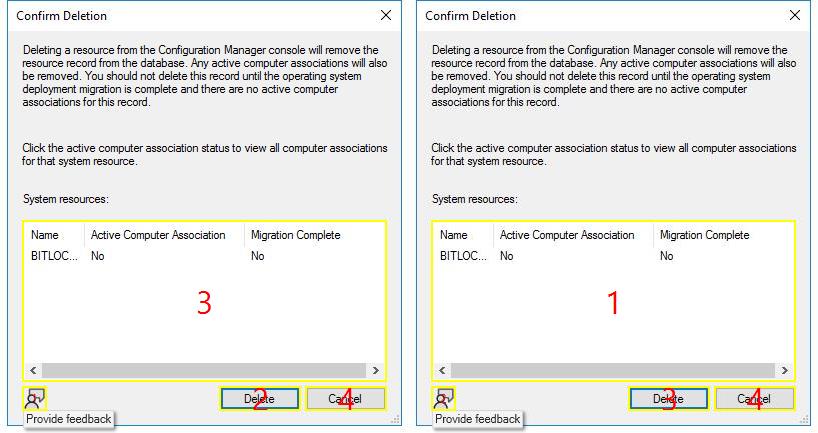 Confirm Deletion
Deleting a resource from the Configuration Manager console will remove the
resource record from the database. Any active computer associations will also
be removed. You should not delete this record until the operating system
deployment migration is complete and there are no active computer
associations for this record.
Click the active computer association status to view all computer associations
for that system resource.
System resources:
Name Active Computer Association Migration Complete
BITLOC... No No
3
1 2 4
Delete Cancel
Provide feedback
Confirm Deletion
Deleting a resource from the Configuration Manager console will remove the
resource record from the database. Any active computer associations will also
be removed. You should not delete this record until the operating system
deployment migration is complete and there are no active computer
associations for this record.
Click the active computer association status to view all computer associations
for that system resource.
System resources:
Name Active Computer Association Migration Complete
BITLOC... No No
1
2 3 4
Delete Cancel
Provide feedback